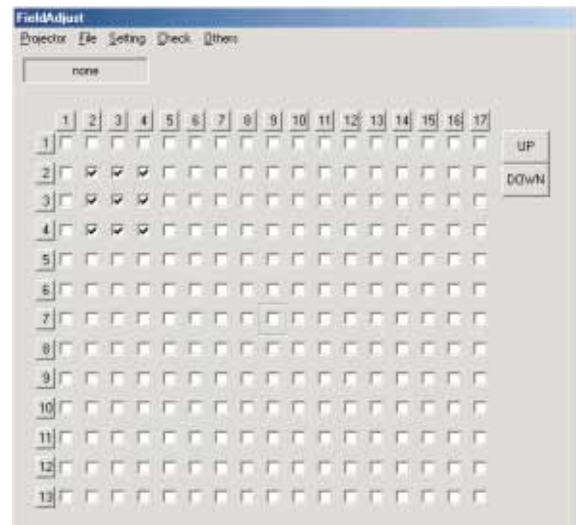 FieldAdjust
Projector File Setting Check Others
none
1 2 3 4 5 6 7 8 9 10 11 12 13 14 15 16 17
1
UP
2
DOWN
3
4
5
6
7
8
9
10
11
12
13